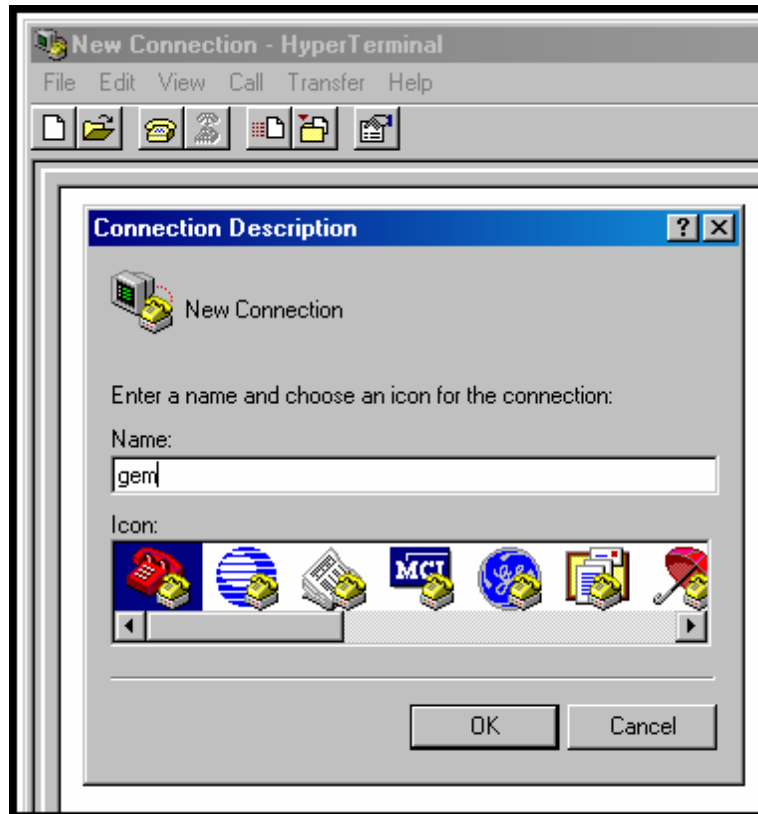 New Connection - HyperTerminal
File Edit View Call Transfer Help
Connection Description
New Connection
Enter a name and choose an icon for the connection:
Name:
gem
Icon:
MCI
OK Cancel